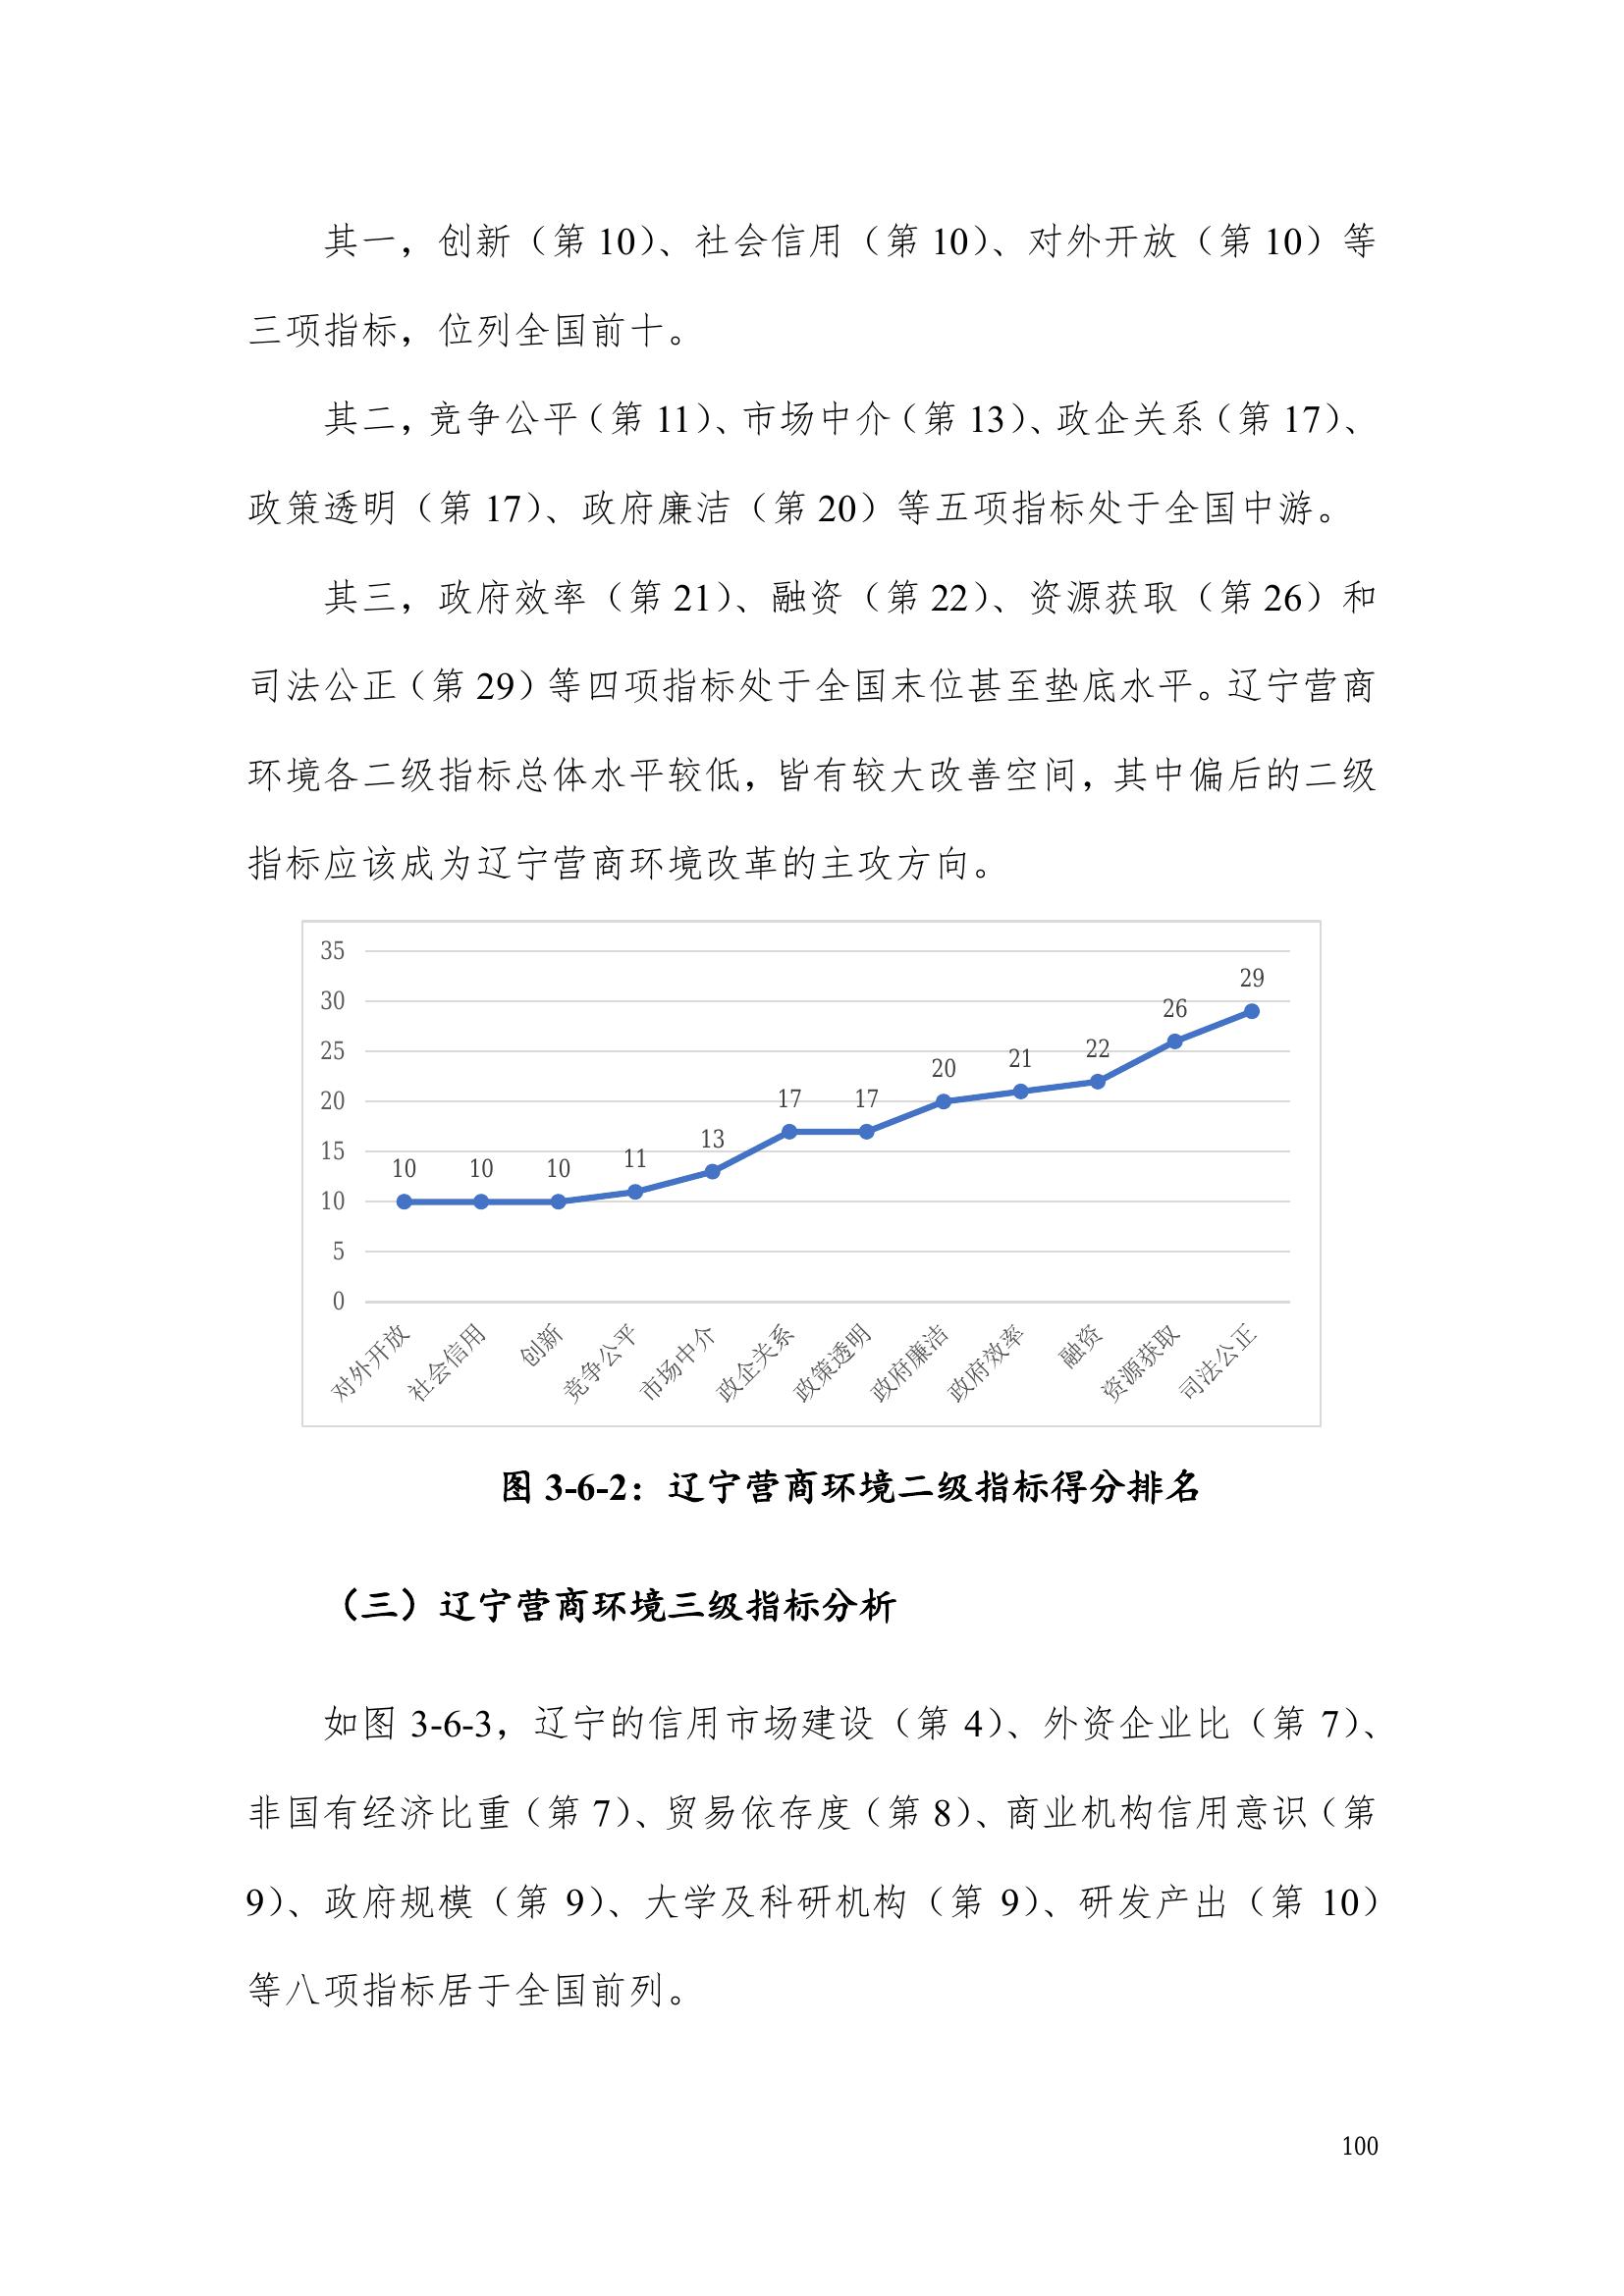 其一，创新（第 10）、社会信用（第 10）、对外开放（第 10）等
三项指标，位列全国前十。
其二，竞争公平（第 11）、市场中介（第 13）、政企关系（第 17）、
政策透明（第 17）、政府廉洁（第 20）等五项指标处于全国中游。
其三，政府效率（第 21）、融资（第 22）、资源获取（第 26）和
司法公正（第 29）等四项指标处于全国末位甚至垫底水平。辽宁营商
环境各二级指标总体水平较低，皆有较大改善空间，其中偏后的二级
指标应该成为辽宁营商环境改革的主攻方向。
35
30
25
20
15
10
5
0
10
10
10
11
13
17
17
20
21
22
26
29
对外开放
社会信用
创新
竞争公平
市场中介
政企关系
政策透明
政府廉洁
政府效率
融资
资源获取
司法公正
图 3-6-2：辽宁营商环境二级指标得分排名
（三）辽宁营商环境三级指标分析
如图 3-6-3，辽宁的信用市场建设（第 4）、外资企业比（第 7）、
非国有经济比重（第 7）、贸易依存度（第 8）、商业机构信用意识（第
9）、政府规模（第 9）、大学及科研机构（第 9）、研发产出（第 10）
等八项指标居于全国前列。
100